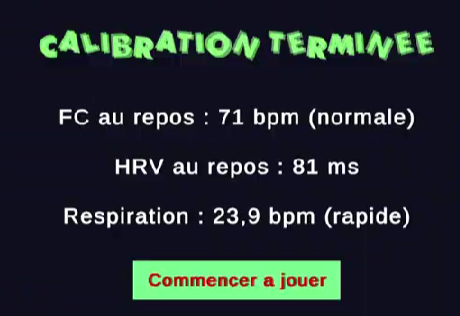 CALIBRATION TERMINEE
FC au repos : 71 bpm (normale)
HRV au repos : 81 ms
Respiration : 23,9 bpm (rapide)
Commencer a jouer